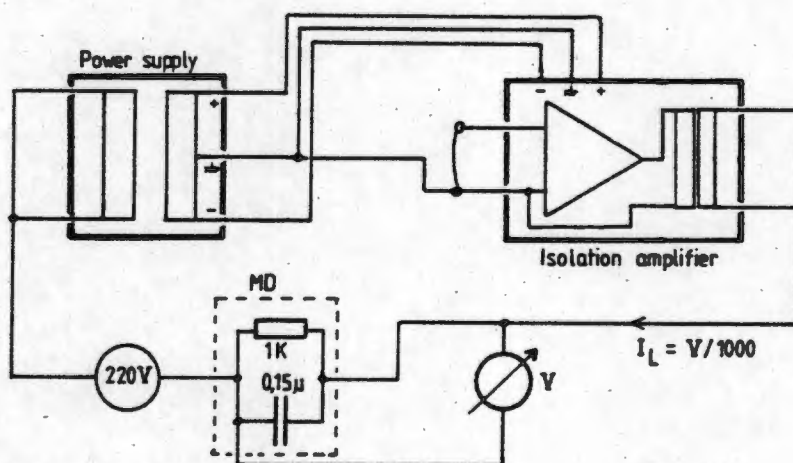 Power supply
+
-
- +
Isolation amplifier
MD
1K
0,15μ
220V
V
I_L = V/1000